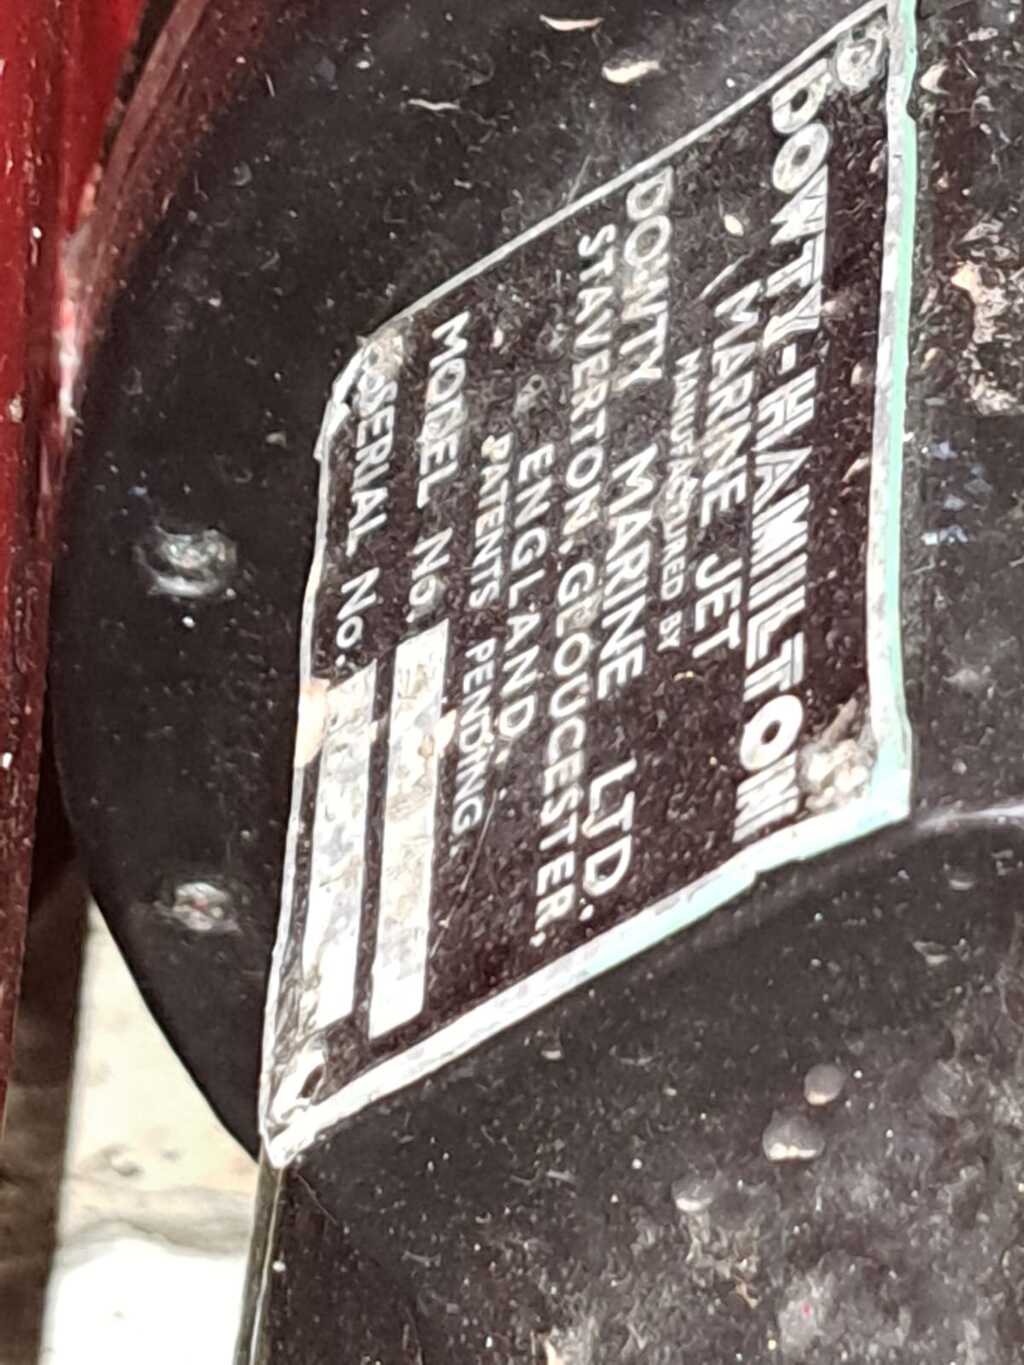 DOWTY-HAMILTON
MARINE JET
MANUFACTURED BY
DOWTY MARINE LTD.
STAVERTON, GLOUCESTER,
ENGLAND
PATENTS PENDING.
MODEL No.
SERIAL No.